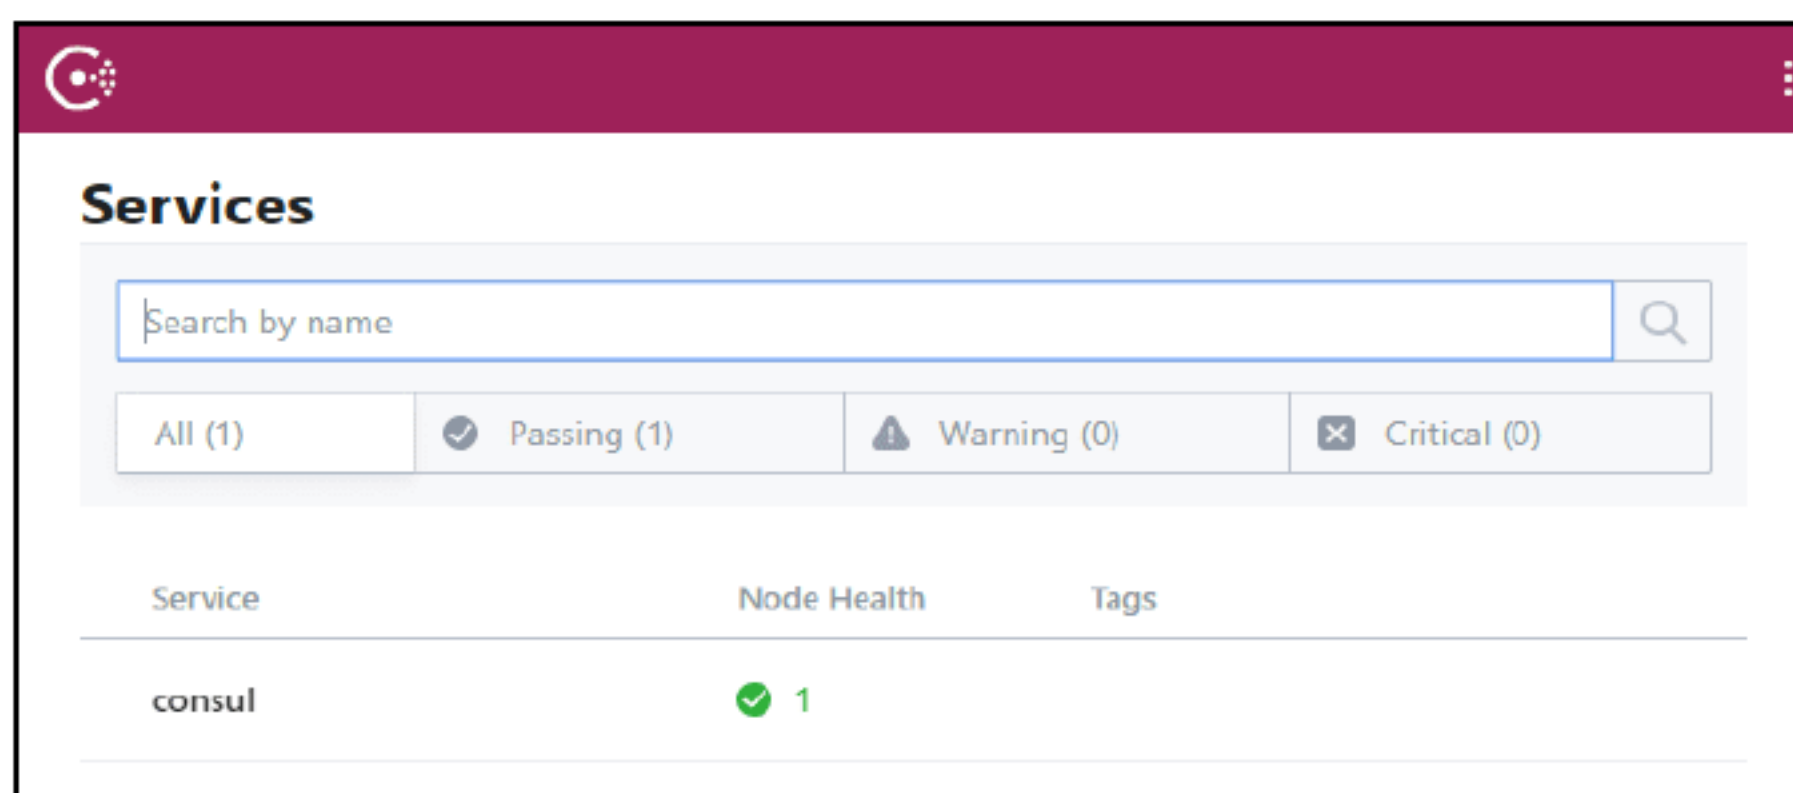 Services
Search by name
All (1) Passing (1) Warning (0) Critical (0)
Service Node Health Tags
consul 1